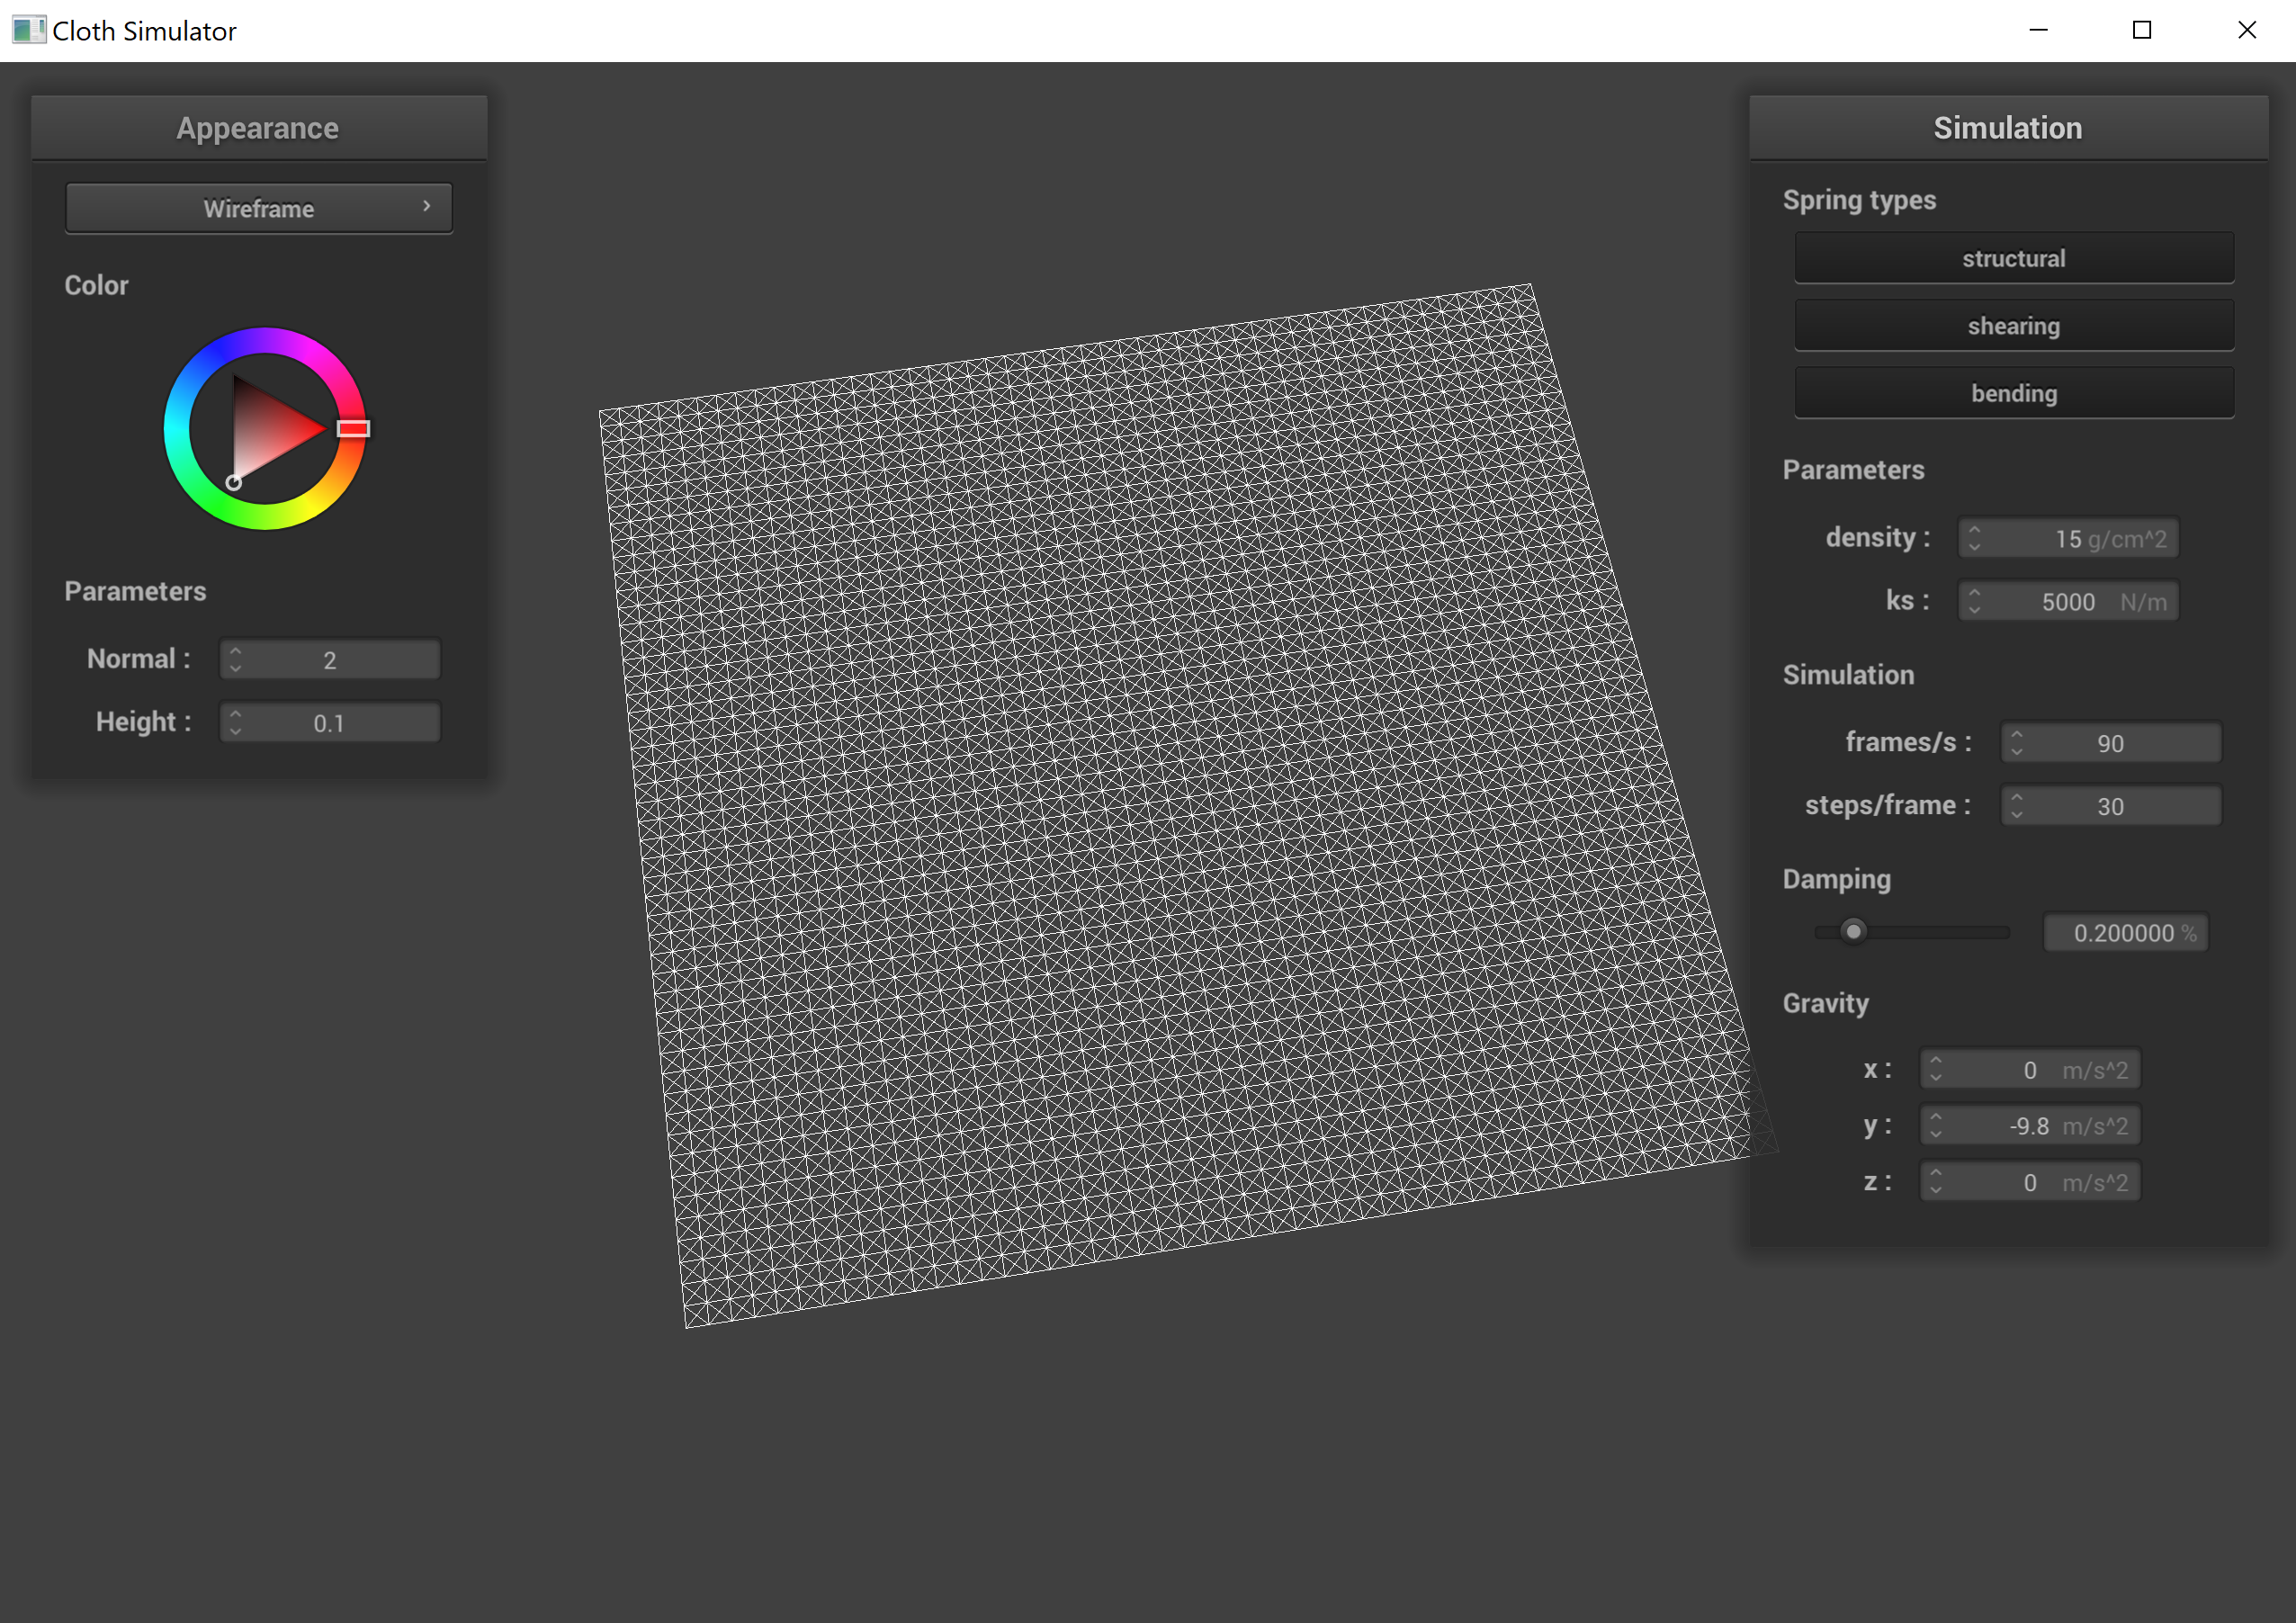 Cloth Simulator
Appearance
Wireframe
Color
Parameters
Normal : 2
Height : 0.1
Simulation
Spring types
structural
shearing
bending
Parameters
density : 15 g/cm^2
ks : 5000 N/m
Simulation
frames/s : 90
steps/frame : 30
Damping
0.200000 %
Gravity
x : 0 m/s^2
y : -9.8 m/s^2
z : 0 m/s^2